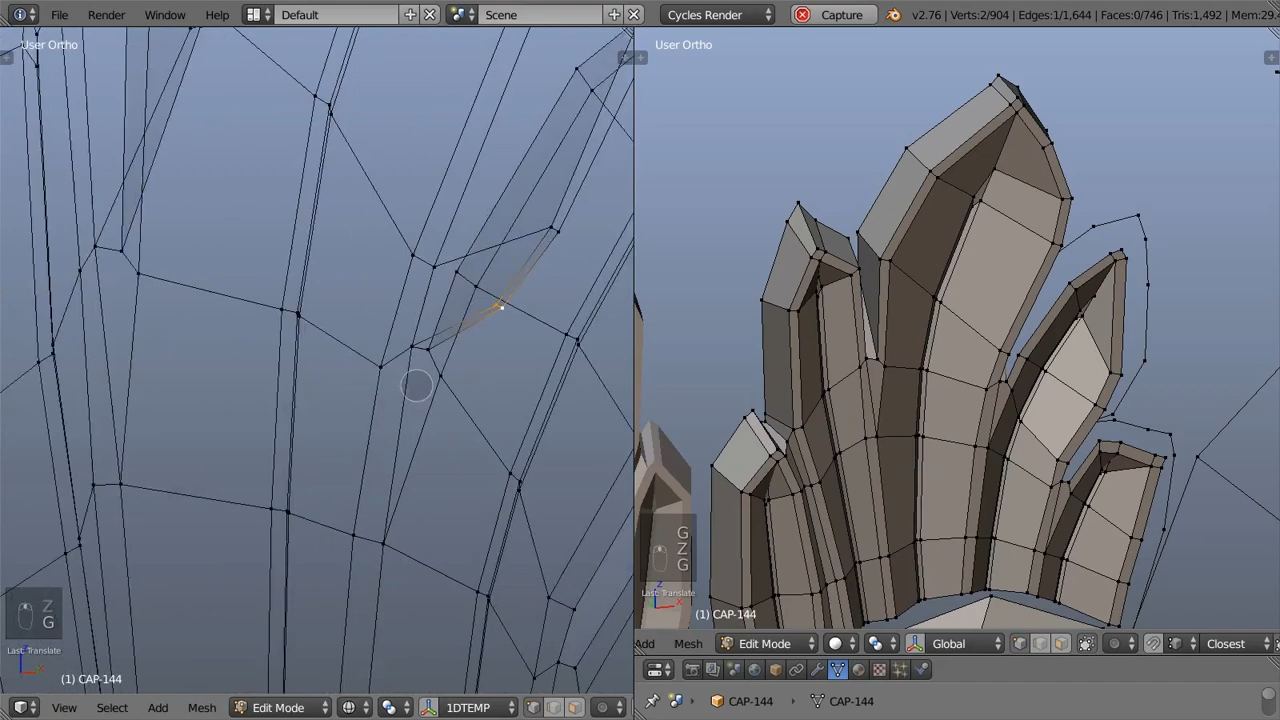 File Render Window Help Default Scene Cycles Render Capture v2.76 | Verts:2/904 | Edges:1/1,644 | Faces:0/746 | Tris:1,492 | Mem:29.
User Ortho
User Ortho
G
Z
G
Last: Translate
Z
X
(1) CAP-144
Z
G
Last: Translate
(1) CAP-144
Add Mesh Edit Mode Global Closest
CAP-144 CAP-144
View Select Add Mesh Edit Mode 1DTEMP